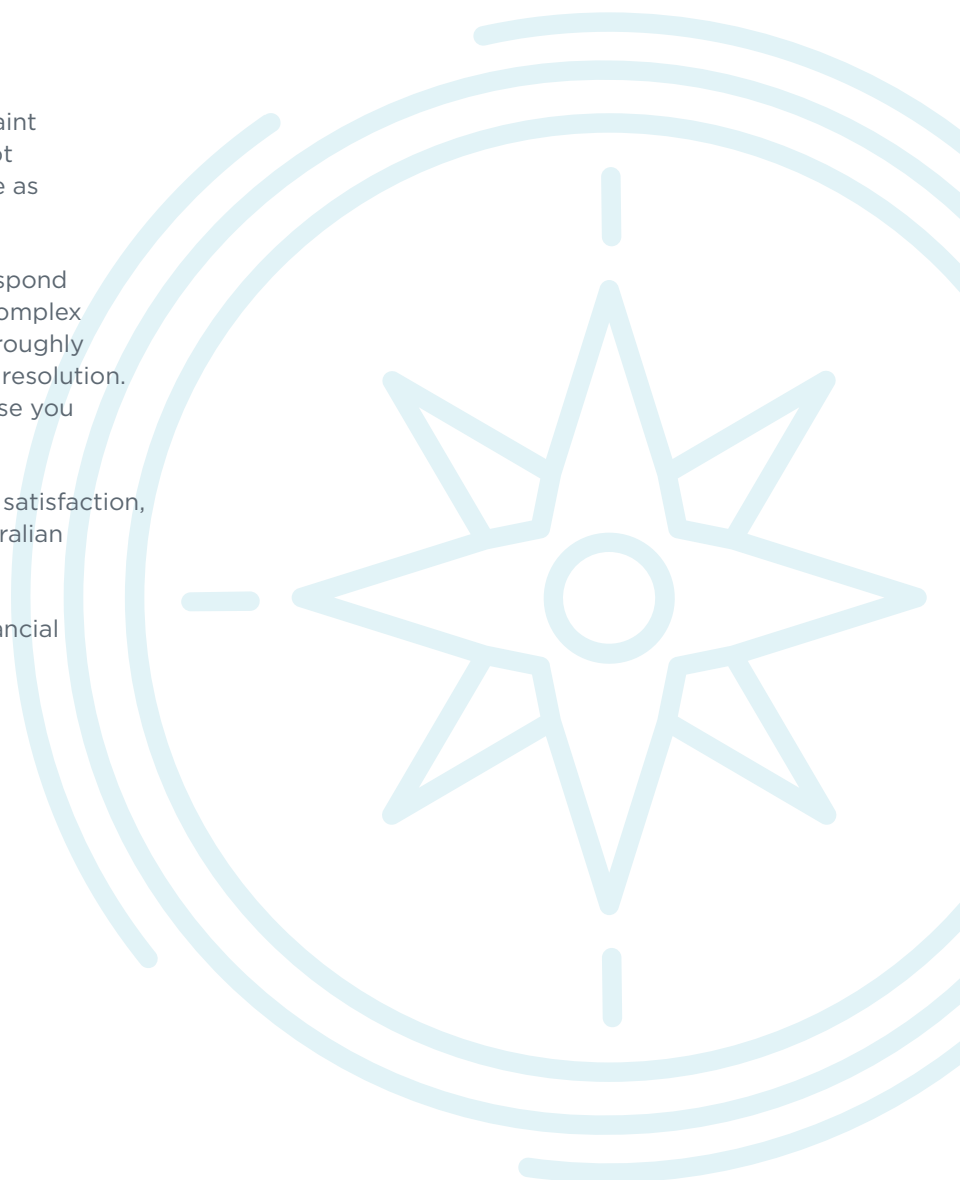 aint
ot
e as
spond
omplex
roughly
resolution.
se you
satisfaction,
ralian
ancial